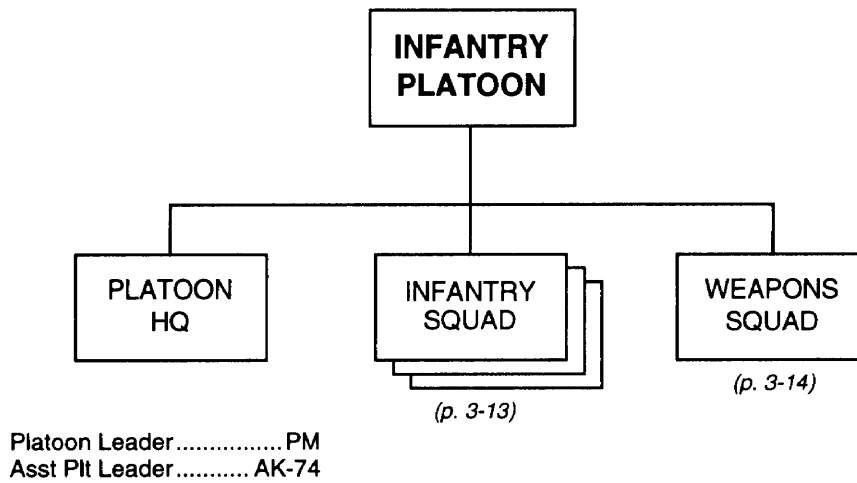 INFANTRY
PLATOON
PLATOON
HQ
INFANTRY
SQUAD
WEAPONS
SQUAD
(p. 3-13)
(p. 3-14)
Platoon Leader................PM
Asst Plt Leader...........AK-74